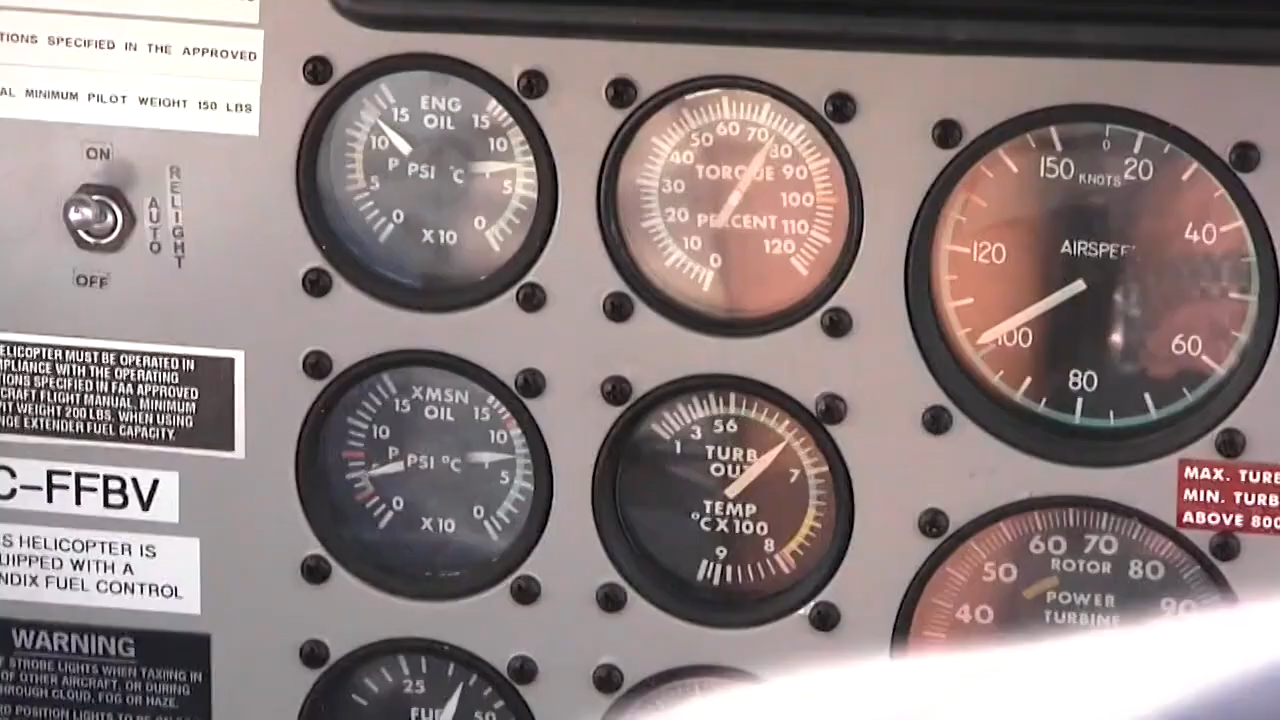 TIONS SPECIFIED IN THE APPROVED
AL MINIMUM PILOT WEIGHT 150 LBS
ON
AUTO
RELIGHT
OFF
ELICOPTER MUST BE OPERATED IN
MPLIANCE WITH THE OPERATING
TIONS SPECIFIED IN FAA APPROVED
CRAFT FLIGHT MANUAL. MINIMUM
PIT WEIGHT 200 LBS. WHEN USING
NGE EXTENDER FUEL CAPACITY.
C-FFBV
S HELICOPTER IS
UIPPED WITH A
NDIX FUEL CONTROL
WARNING
F STROBE LIGHTS WHEN TAXING IN
OF OTHER AIRCRAFT, OR DURING
HROUGH CLOUD, FOG OR HAZE.
ENG
15 OIL 15
10 10
P PSI °C
5 5
0 0
X10
50 60 70
40 80
TORQUE 90
30 100
20 PERCENT 110
10 120
0
150 KNOTS 0 20
40
120 AIRSPEE
100 60
80
XMSN
15 OIL 15
10 10
P PSI °C
5 5
0 0
X10
1 3 5 6
TURB
OUT 7
TEMP
°C X100
9 8
MAX. TURB
MIN. TURB
ABOVE 800
60 70
50 ROTOR 80
40 POWER 90
TURBINE
25
FUE 50